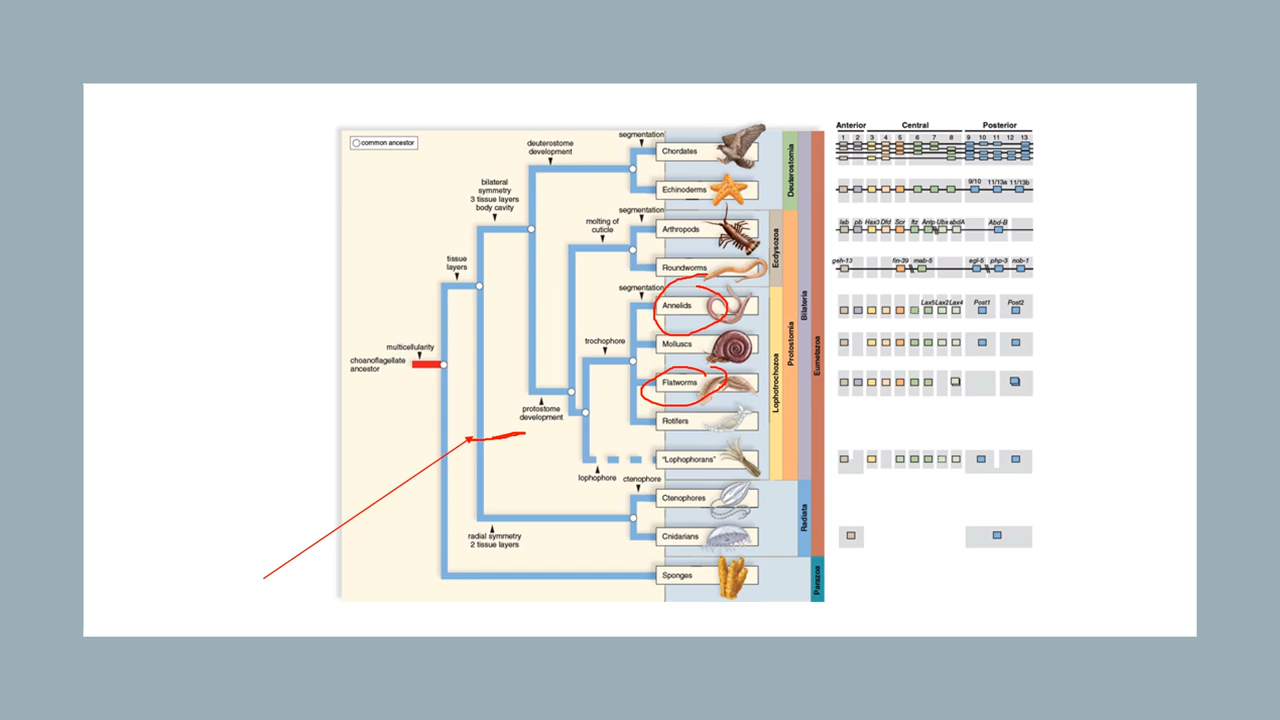 common ancestor
choanoflagellate
ancestor
multicellularity
tissue
layers
bilateral
symmetry
3 tissue layers
body cavity
radial symmetry
2 tissue layers
deuterostome
development
protostome
development
molting of
cuticle
trochophore
lophophore
ctenophore
segmentation
Chordates
Echinoderms
segmentation
Arthropods
Roundworms
segmentation
Annelids
Molluscs
Flatworms
Rotifers
"Lophophorans"
Ctenophores
Cnidarians
Sponges
Deuterostomia
Ecdysozoa
Lophotrochozoa
Protostomia
Bilateria
Radiata
Eumetazoa
Parazoa
Anterior Central Posterior
1 2 3 4 5 6 7 8 9 10 11 12 13
9/10 11/13a 11/13b
lab pb Hax3 Dfd Scr ftz Antp Ubx abdA Abd-B
geh-13 lin-39 mab-5 egl-5 php-3 nob-1
Lax5 Lax2 Lax4 Post1 Post2